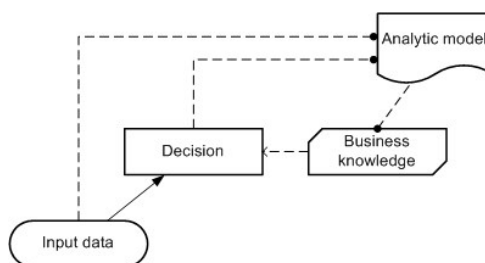 Analytic model
Decision
Business
knowledge
Input data